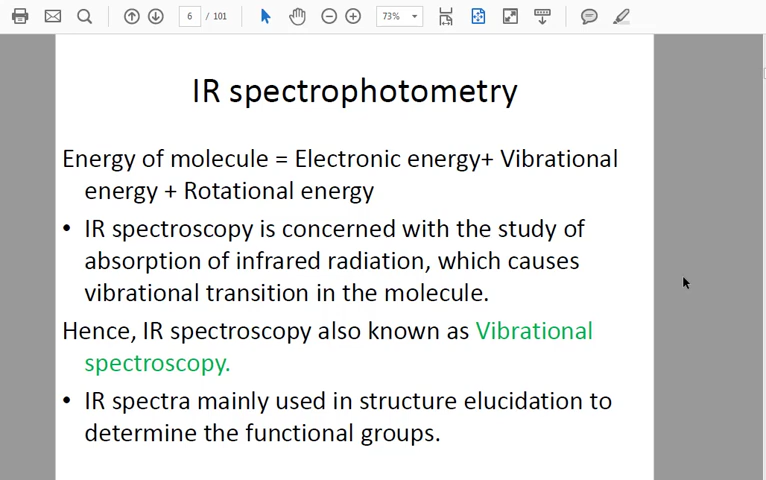 6 / 101
73%
IR spectrophotometry
Energy of molecule = Electronic energy+ Vibrational
energy + Rotational energy
• IR spectroscopy is concerned with the study of
absorption of infrared radiation, which causes
vibrational transition in the molecule.
Hence, IR spectroscopy also known as Vibrational
spectroscopy.
• IR spectra mainly used in structure elucidation to
determine the functional groups.